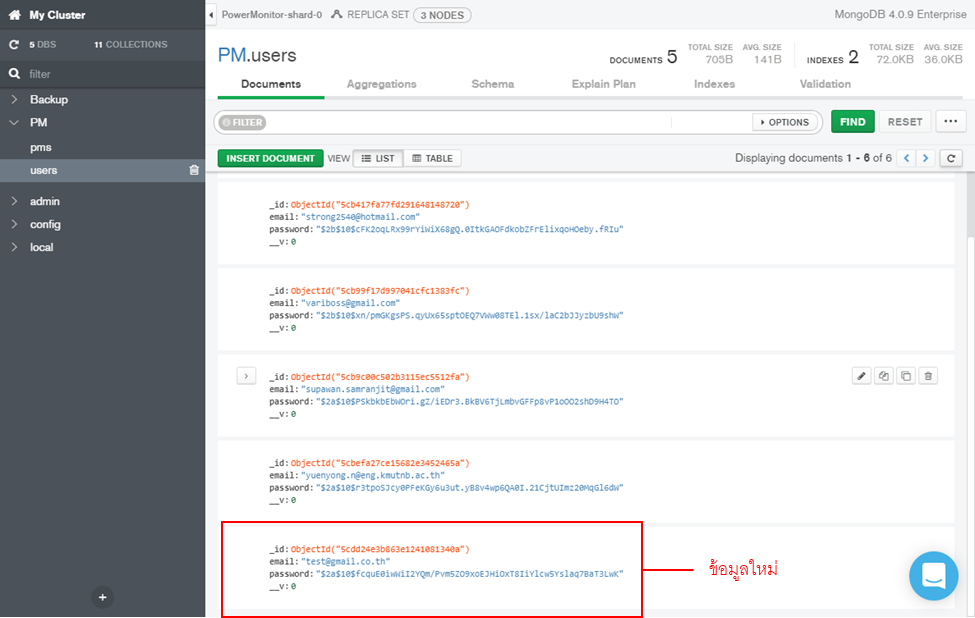 My Cluster
PowerMonitor-shard-0 REPLICA SET 3 NODES
MongoDB 4.0.9 Enterprise
5 DBS 11 COLLECTIONS
filter
Backup
PM
pms
users
admin
config
local
PM.users
DOCUMENTS 5 TOTAL SIZE 705B AVG. SIZE 141B INDEXES 2 TOTAL SIZE 72.0KB AVG. SIZE 36.0KB
Documents Aggregations Schema Explain Plan Indexes Validation
FILTER OPTIONS FIND RESET ...
INSERT DOCUMENT VIEW LIST TABLE Displaying documents 1 - 6 of 6
_id:ObjectId("5cb417fa77fd291648148720")
email:"strong2540@hotmail.com"
password:"$2b$10$cFK2oqLRx99rYiWiX68gQ.0ItkGAOFdkobZFrElixqoHOeby.fRIu"
__v:0
_id:ObjectId("5cb99f17d997041cfc1383fc")
email:"variboss@gmail.com"
password:"$2b$10$xn/pmGKgsPS.qyUx65sptOEQ7VWw08TEl.1sx/laC2bJJyzbU9shW"
__v:0
_id:ObjectId("5cb9c00c502b3115ec5512fa")
email:"supawan.samranjit@gmail.com"
password:"$2a$10$PSkbkbEbWOri.gZ/iEDr3.BkBV6TjLmbvGFFp8vP1oOO2shD9H4TO"
__v:0
_id:ObjectId("5cbefa27ce15682e3452465a")
email:"yuenyong.n@eng.kmutnb.ac.th"
password:"$2a$10$r3tpoSJcy0PFeKGy6u3ut.yB8v4wp6QA0I.21CjtUImz20MqGl6dW"
__v:0
_id:ObjectId("5cdd24e3b863e1241081340a")
email:"test@gmail.co.th"
password:"$2a$10$fcquE0iwWiI2YQm/Pvm5ZO9xoEJHiOxT8IiYlcw5Yslaq7BaT3LwK"
__v:0
ข้อมูลใหม่